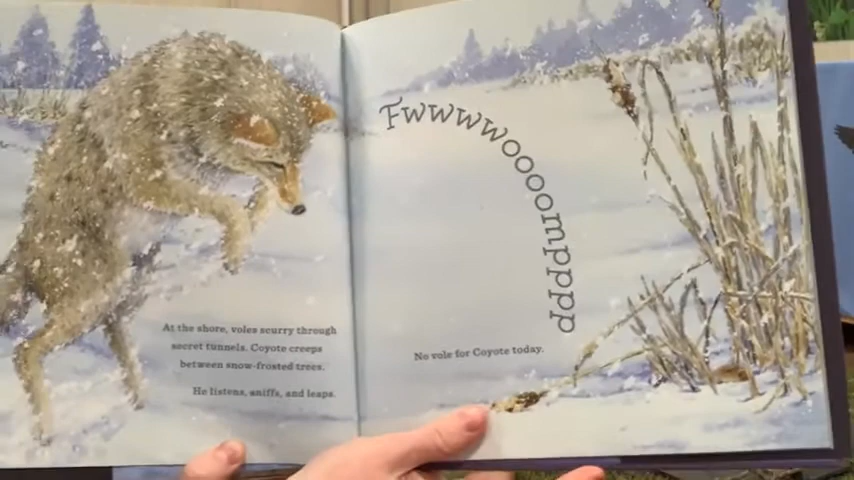 At the shore, voles scurry through
secret tunnels. Coyote creeps
between snow-frosted trees.
He listens, sniffs, and leaps.
Fwwwwwooooomppppp
No vole for Coyote today.